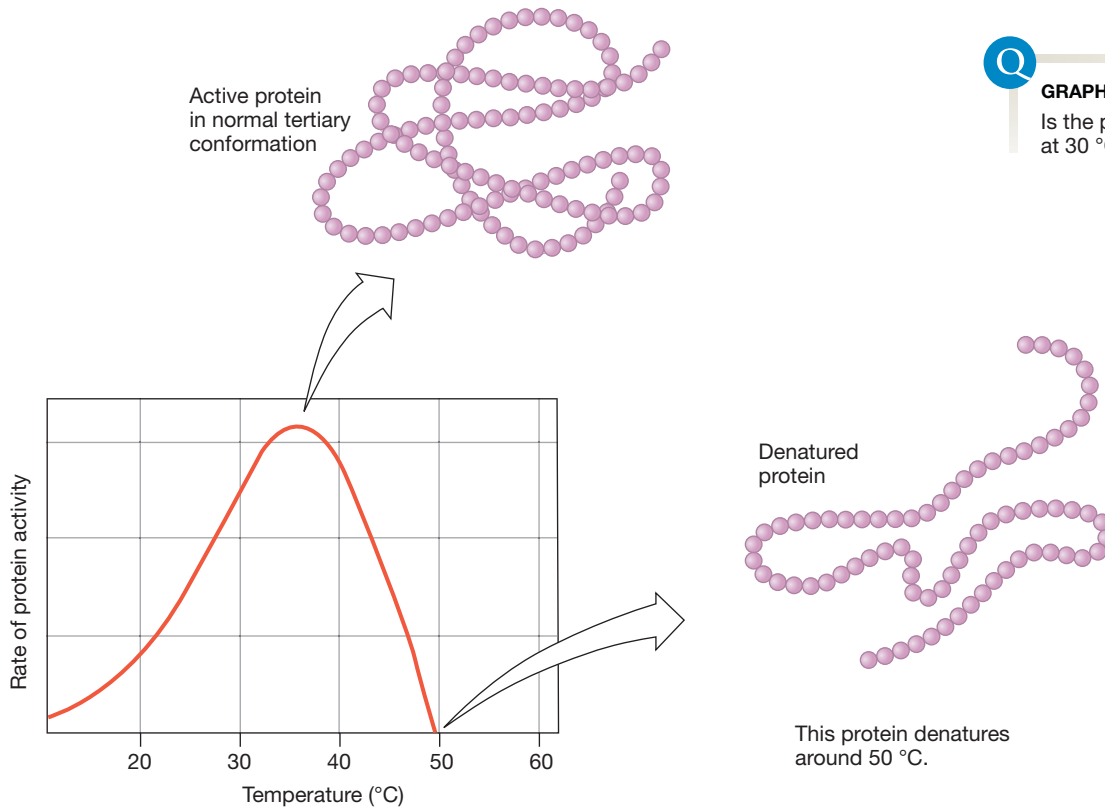 Active protein
in normal tertiary
conformation
Q
GRAPH
Is the p
at 30 °
Rate of protein activity
20 30 40 50 60
Temperature (°C)
Denatured
protein
This protein denatures
around 50 °C.